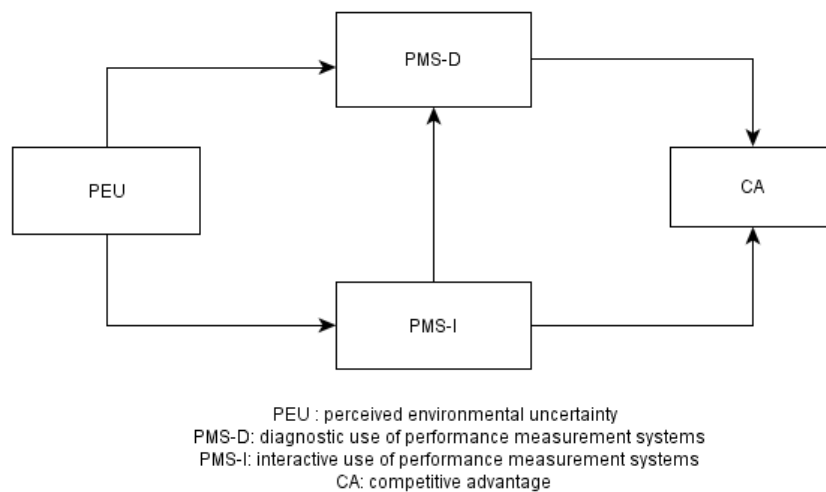 PMS-D
PEU
CA
PMS-I
PEU : perceived environmental uncertainty
PMS-D: diagnostic use of performance measurement systems
PMS-I: interactive use of performance measurement systems
CA: competitive advantage